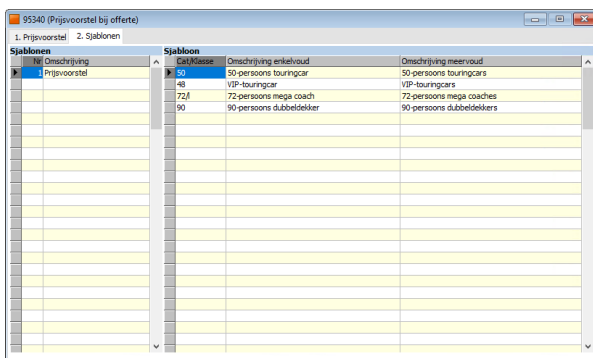 95340 (Prijsvoorstel bij offerte)
1. Prijsvoorstel 2. Sjablonen
Sjablonen Sjabloon
Nr Omschrijving Cat/Klasse Omschrijving enkelvoud Omschrijving meervoud
1 Prijsvoorstel 50 50-persoons touringcar 50-persoons touringcars
48 VIP-touringcar VIP-touringcars
72/l 72-persoons mega coach 72-persoons mega coaches
90 90-persoons dubbeldekker 90-persoons dubbeldekkers